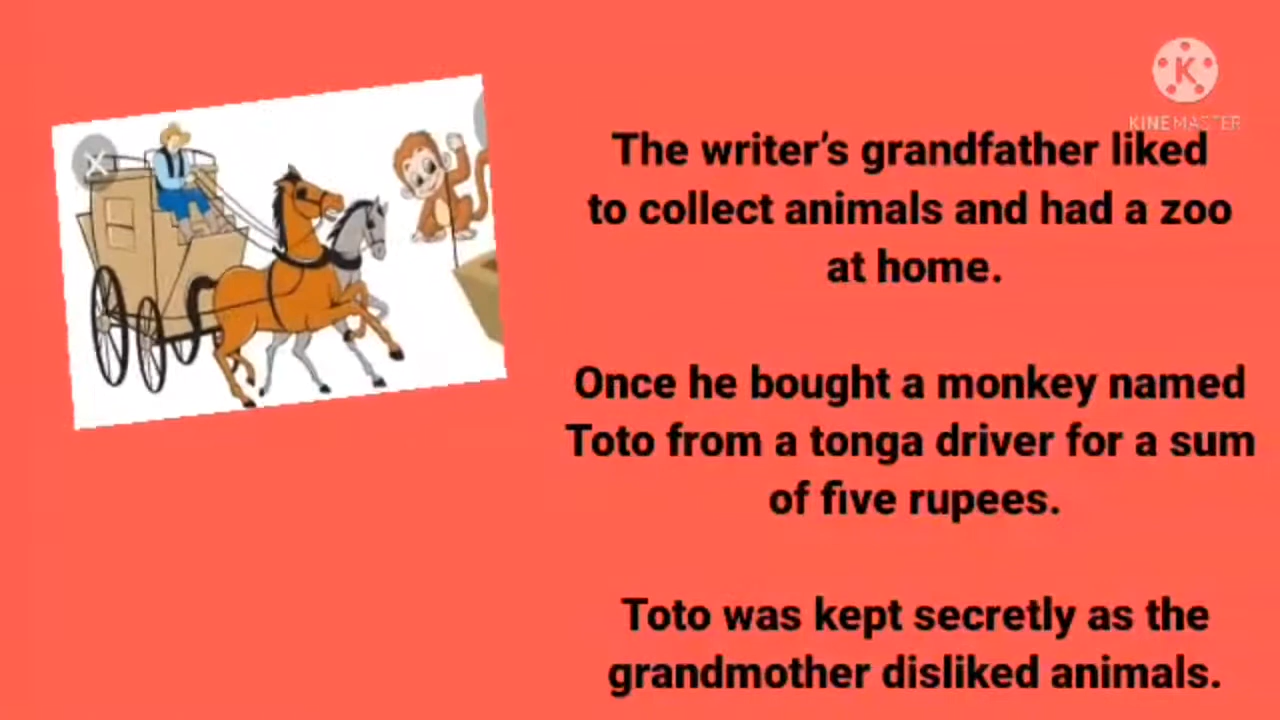 K
KINEMASTER
The writer's grandfather liked
to collect animals and had a zoo
at home.
Once he bought a monkey named
Toto from a tonga driver for a sum
of five rupees.
Toto was kept secretly as the
grandmother disliked animals.